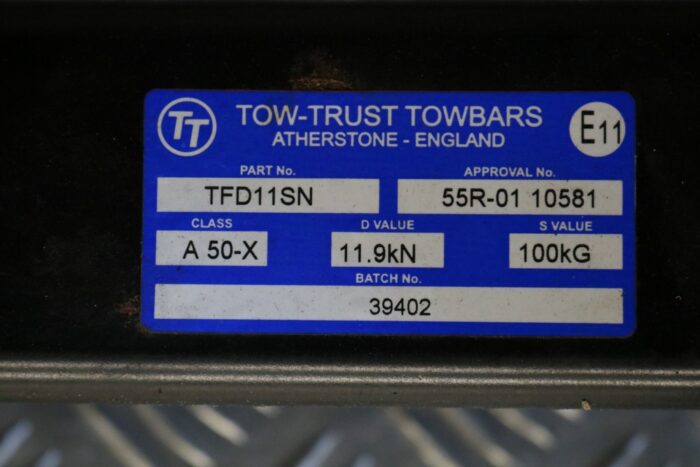 TT
TOW-TRUST TOWBARS
ATHERSTONE - ENGLAND
E11
PART No.
APPROVAL No.
TFD11SN
55R-01 10581
CLASS
D VALUE
S VALUE
A 50-X
11.9kN
100kG
BATCH No.
39402